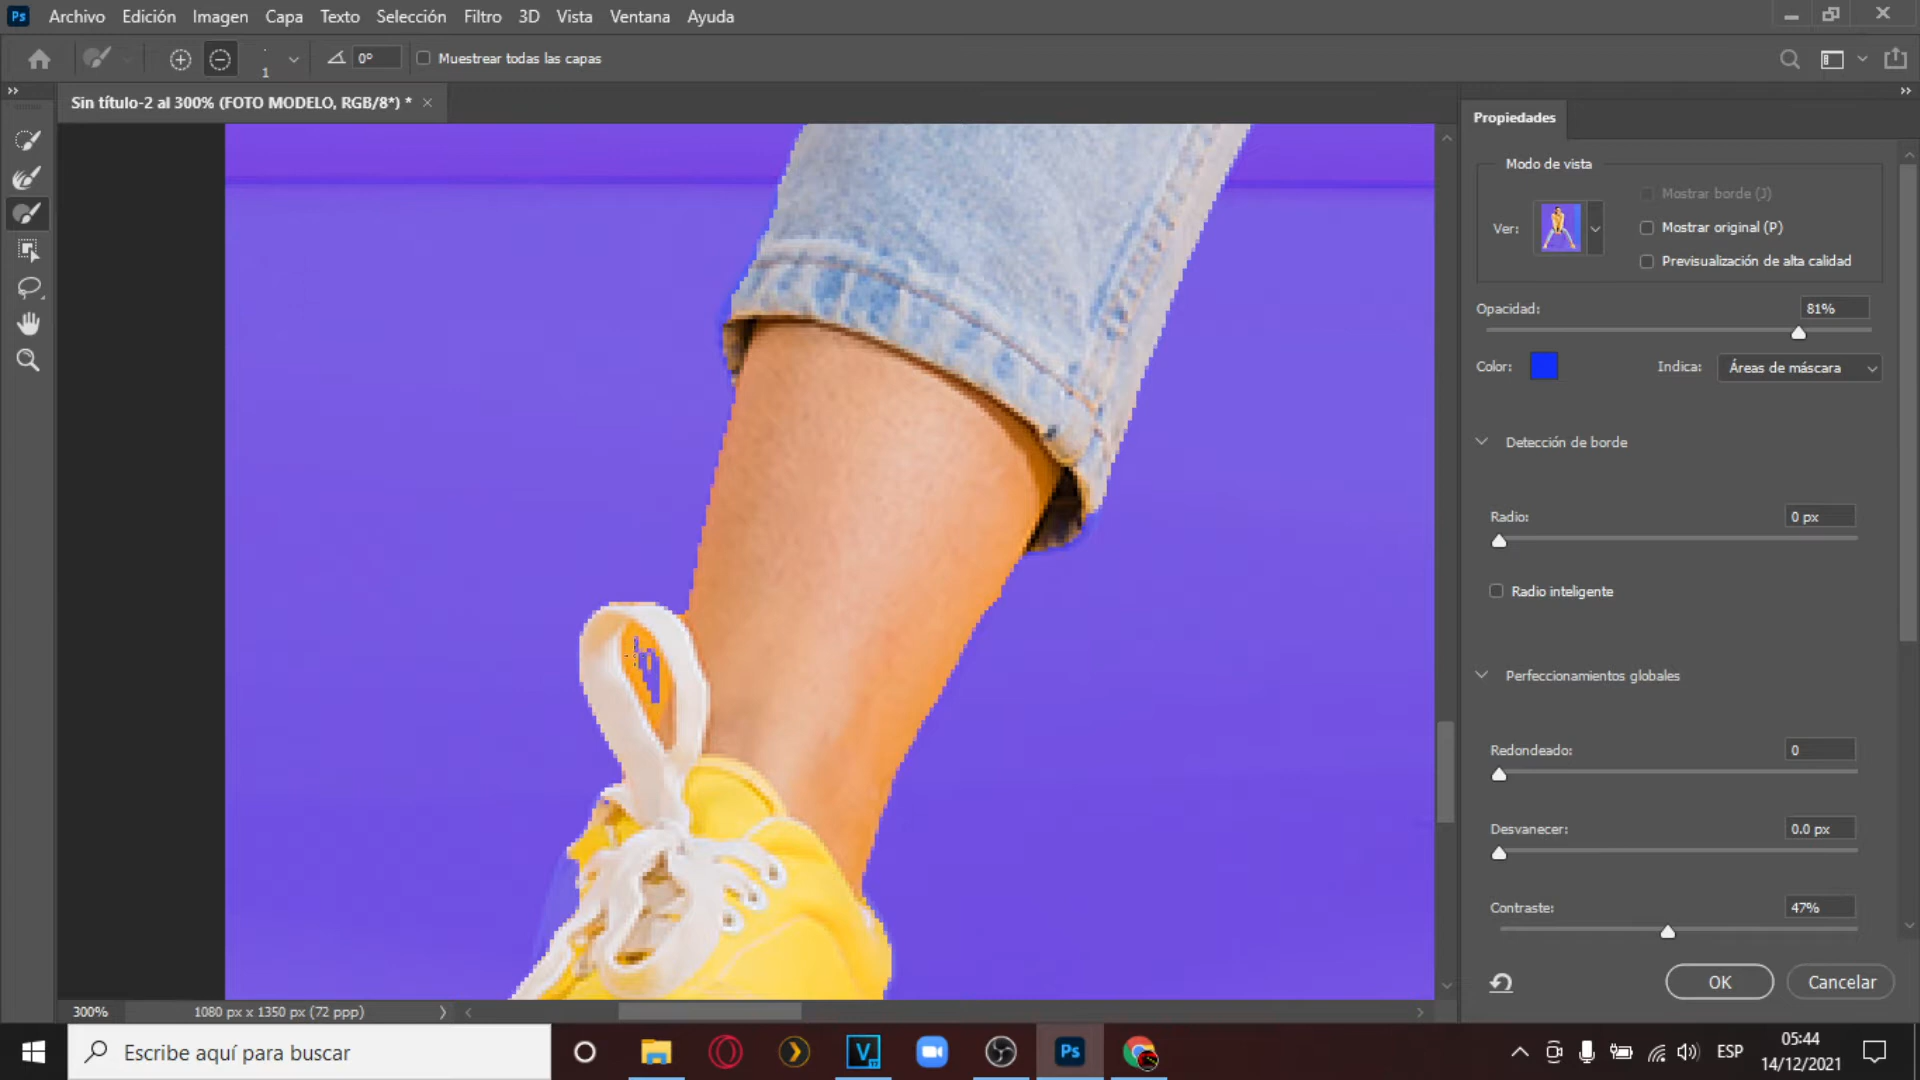 Ps Archivo Edición Imagen Capa Texto Selección Filtro 3D Vista Ventana Ayuda
1 0° Muestrear todas las capas
Sin título-2 al 300% (FOTO MODELO, RGB/8*) *
Propiedades
Modo de vista
Mostrar borde (J)
Ver: Mostrar original (P)
Previsualización de alta calidad
Opacidad: 81%
Color: Indica: Áreas de máscara
Detección de borde
Radio: 0 px
Radio inteligente
Perfeccionamientos globales
Redondeado: 0
Desvanecer: 0.0 px
Contraste: 47%
OK Cancelar
300% 1080 px x 1350 px (72 ppp)
Escribe aquí para buscar
V
Ps
ESP
05:44
14/12/2021